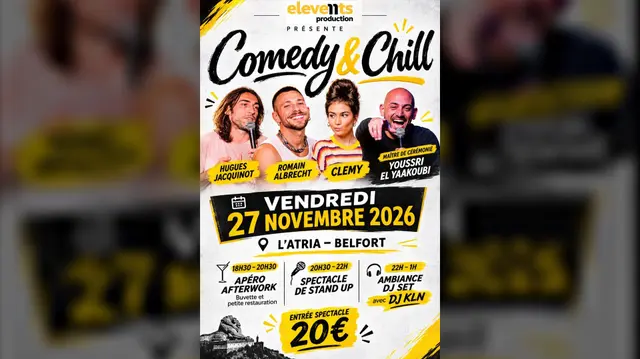 elevents
production
PRÉSENTE
Comedy & Chill
HUGUES
JACQUINOT
ROMAIN
ALBRECHT
CLEMY
MAÎTRE DE CÉRÉMONIE
YOUSSRI
EL YAAKOUBI
VENDREDI
27 NOVEMBRE 2026
L'ATRIA – BELFORT
18H30 – 20H30
APÉRO
AFTERWORK
Buvette et
petite restauration
20H30 – 22H
SPECTACLE
DE STAND UP
22H – 1H
AMBIANCE
DJ SET
avec DJ KLN
ENTRÉE SPECTACLE
20€